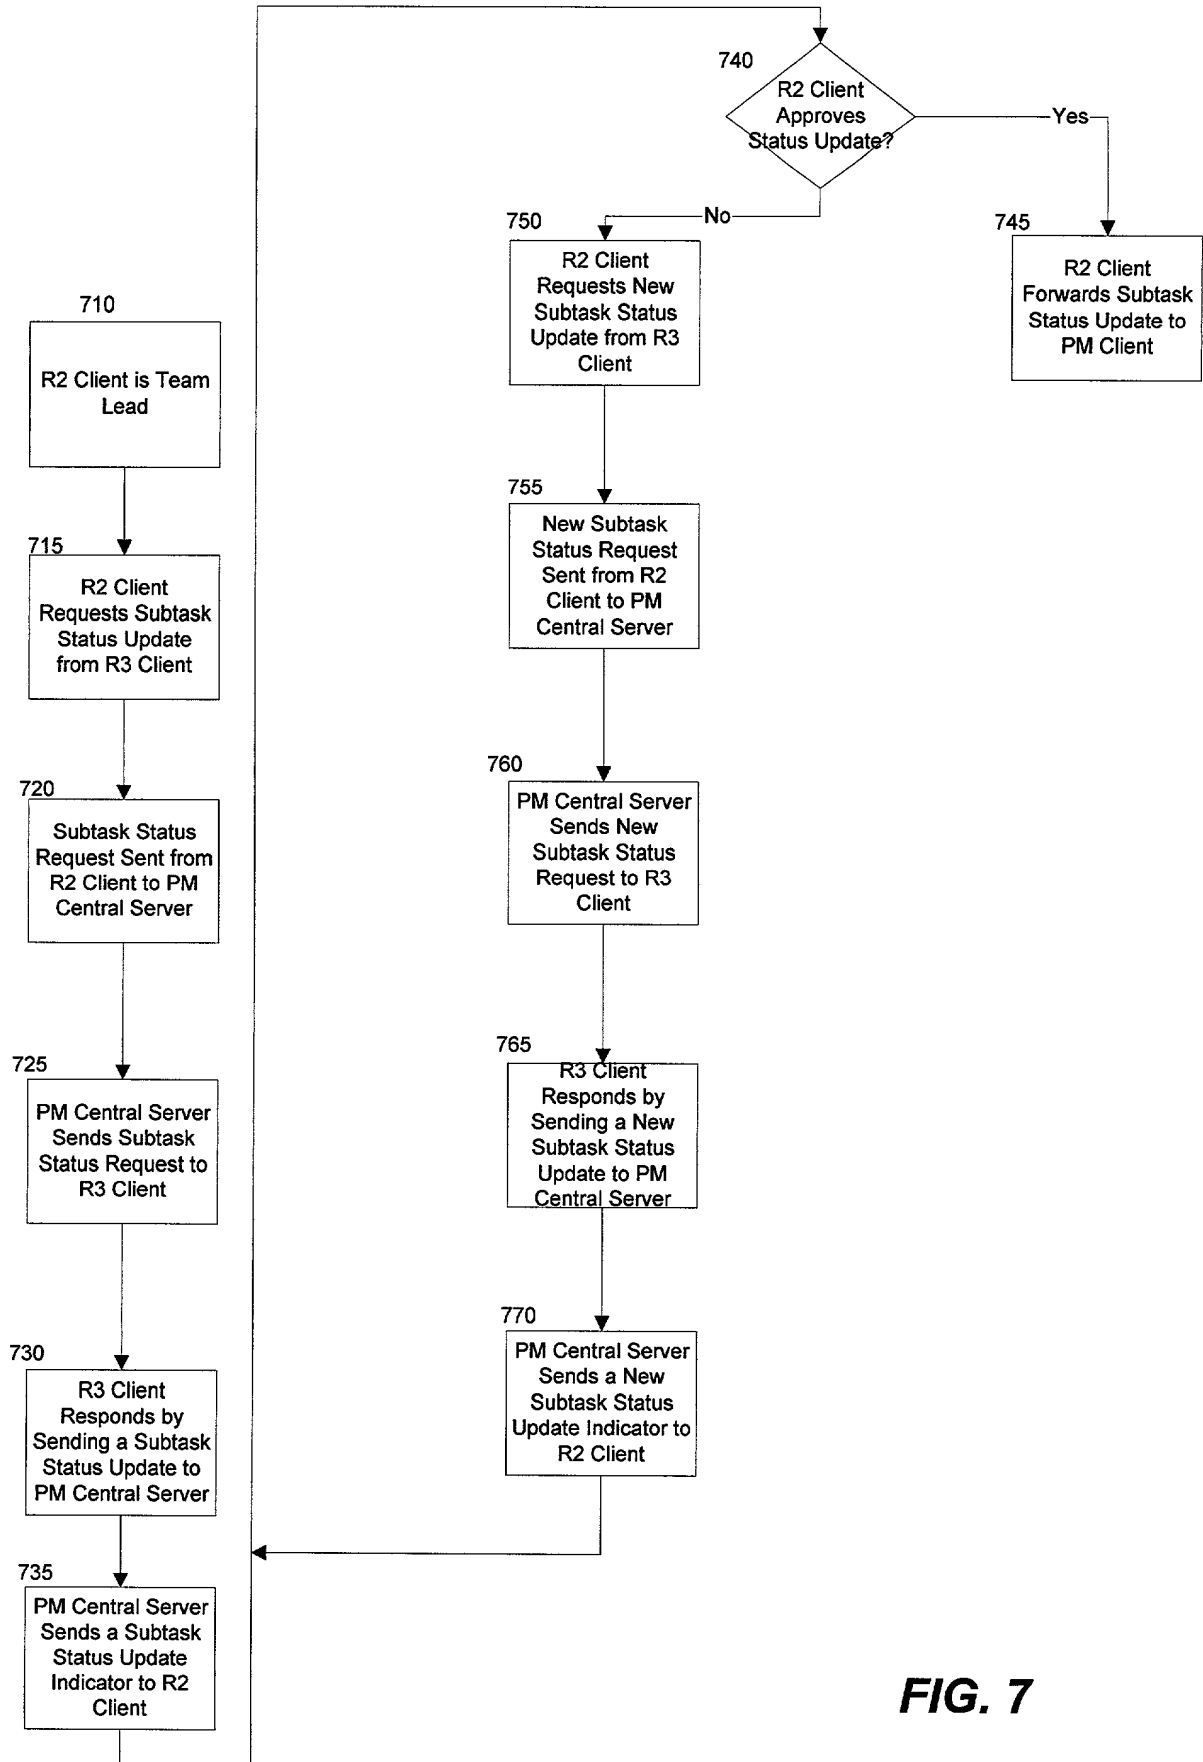 710
R2 Client is Team
Lead
715
R2 Client
Requests Subtask
Status Update
from R3 Client
720
Subtask Status
Request Sent from
R2 Client to PM
Central Server
725
PM Central Server
Sends Subtask
Status Request to
R3 Client
730
R3 Client
Responds by
Sending a Subtask
Status Update to
PM Central Server
735
PM Central Server
Sends a Subtask
Status Update
Indicator to R2
Client
740
R2 Client
Approves
Status Update?
Yes
No
745
R2 Client
Forwards Subtask
Status Update to
PM Client
750
R2 Client
Requests New
Subtask Status
Update from R3
Client
755
New Subtask
Status Request
Sent from R2
Client to PM
Central Server
760
PM Central Server
Sends New
Subtask Status
Request to R3
Client
765
R3 Client
Responds by
Sending a New
Subtask Status
Update to PM
Central Server
770
PM Central Server
Sends a New
Subtask Status
Update Indicator to
R2 Client
FIG. 7